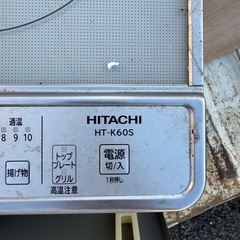 HITACHI
HT-K60S
適温
8 9 10
トップ
プレート
グリル
高温注意
電源
切/入
1秒押し
揚げ物